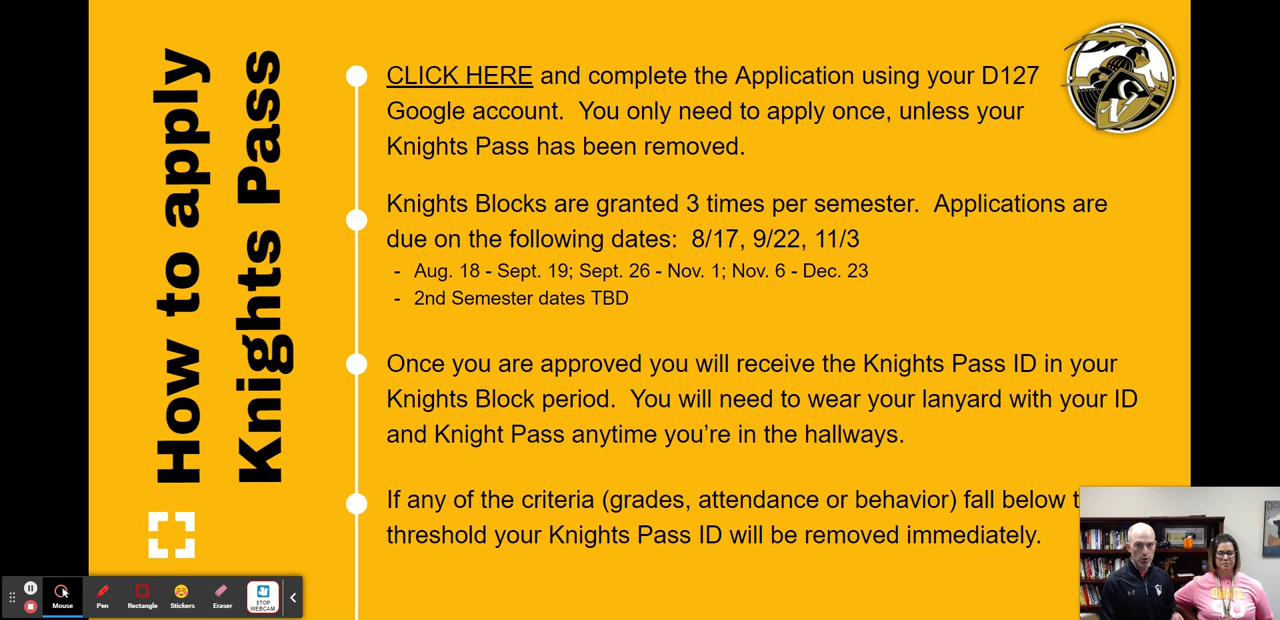 How to apply
Knights Pass
CLICK HERE and complete the Application using your D127
Google account.  You only need to apply once, unless your
Knights Pass has been removed.
Knights Blocks are granted 3 times per semester.  Applications are
due on the following dates:  8/17, 9/22, 11/3
- Aug. 18 - Sept. 19; Sept. 26 - Nov. 1; Nov. 6 - Dec. 23
- 2nd Semester dates TBD
Once you are approved you will receive the Knights Pass ID in your
Knights Block period.  You will need to wear your lanyard with your ID
and Knight Pass anytime you’re in the hallways.
If any of the criteria (grades, attendance or behavior) fall below
threshold your Knights Pass ID will be removed immediately.
Mouse
Pen
Rectangle
Stickers
Eraser
STOP
WEBCAM